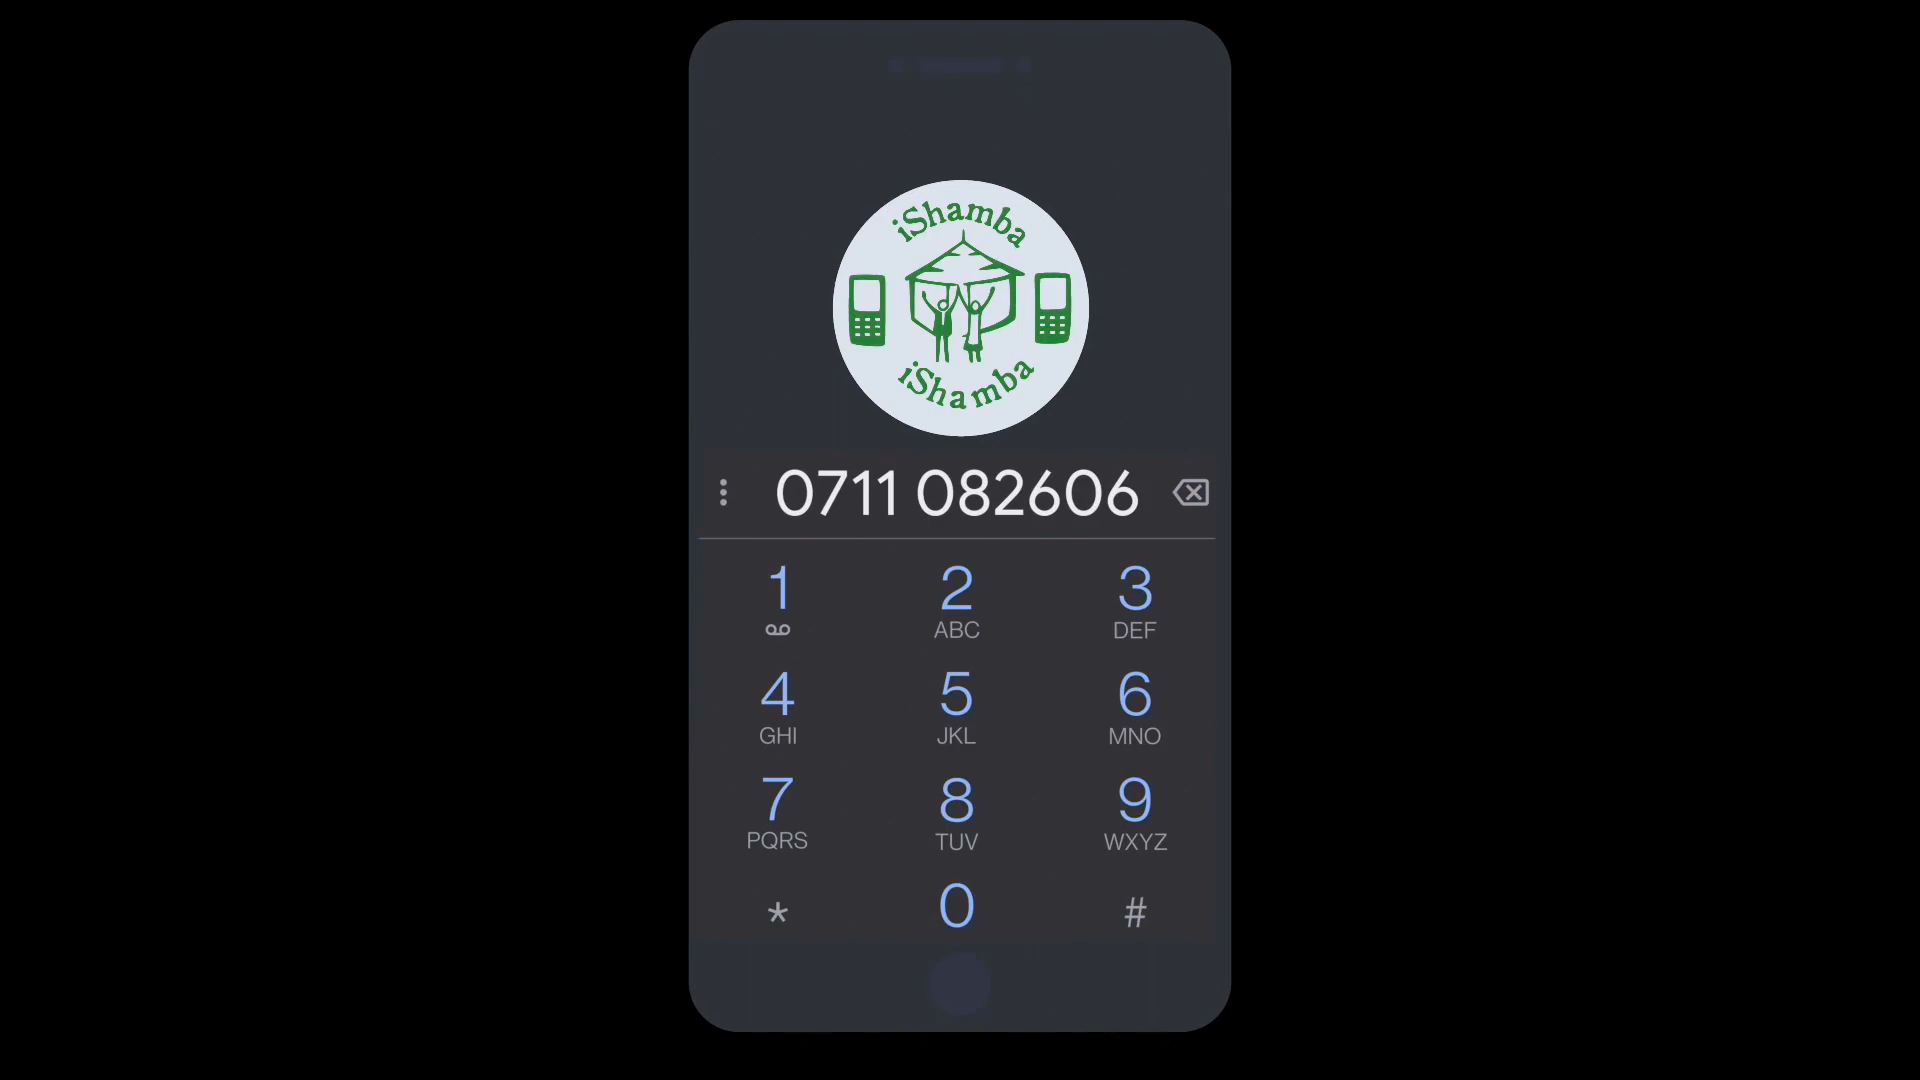 iShamba
iShamba
0711 082606
1 2 3
ABC DEF
4 5 6
GHI JKL MNO
7 8 9
PQRS TUV WXYZ
* 0 #